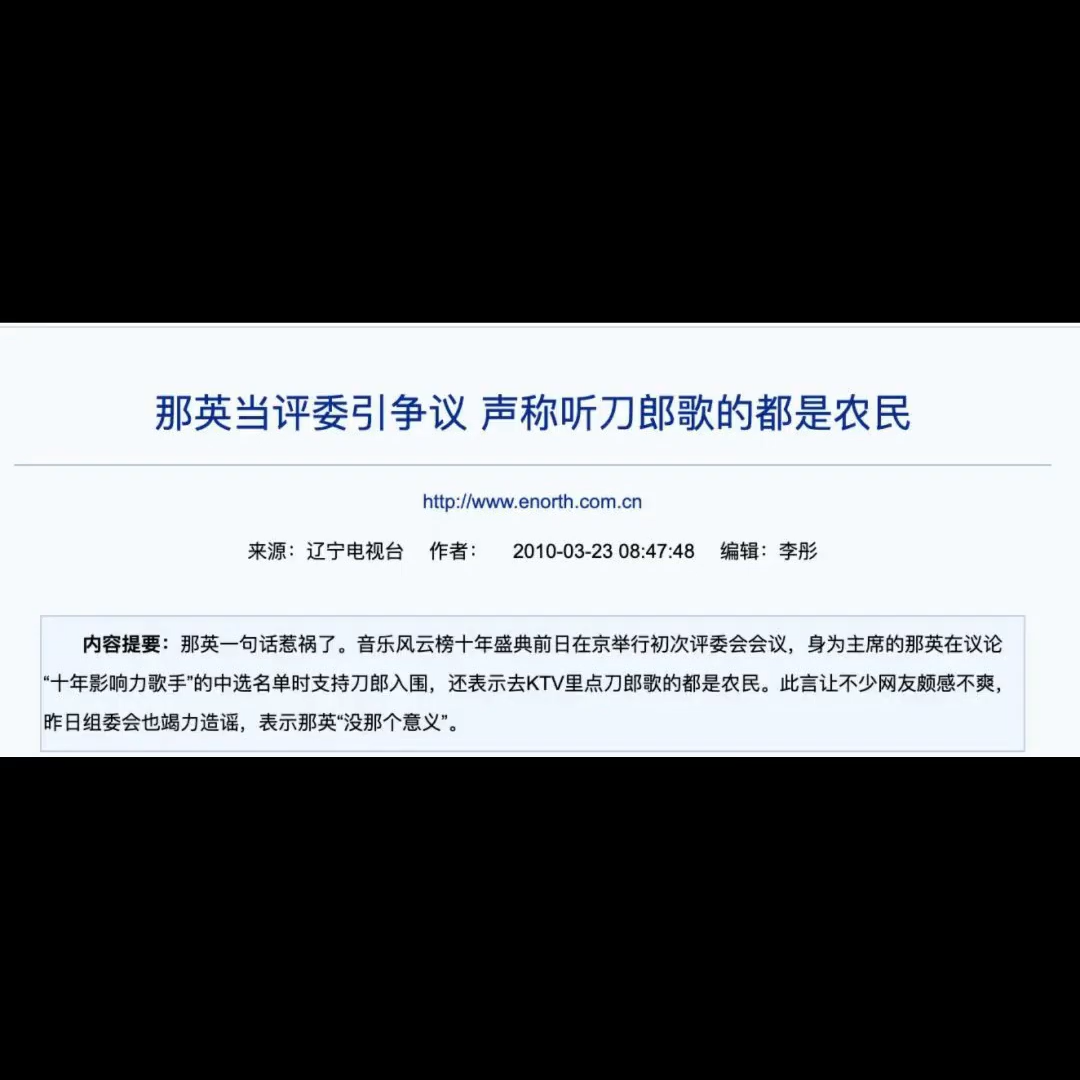 那英当评委引争议 声称听刀郎歌的都是农民
http://www.enorth.com.cn
来源：辽宁电视台 作者： 2010-03-23 08:47:48 编辑：李彤
内容提要：那英一句话惹祸了。音乐风云榜十年盛典前日在京举行初次评委会会议，身为主席的那英在议论
“十年影响力歌手”的中选名单时支持刀郎入围，还表示去KTV里点刀郎歌的都是农民。此言让不少网友颇感不爽，
昨日组委会也竭力造谣，表示那英“没那个意义”。